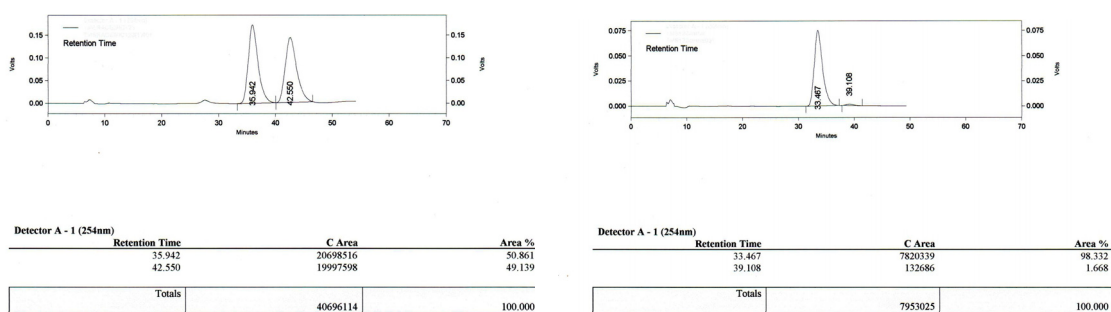 0.15
0.10
0.05
0.00
Volts
Retention Time
35.942
42.550
0.15
0.10
0.05
0.00
Volts
0 10 20 30 40 50 60 70
Minutes
Detector A - 1 (254nm)
Retention Time C Area Area %
35.942 20698516 50.861
42.550 19997598 49.139
Totals
40696114 100.000
0.075
0.050
0.025
0.000
Volts
Retention Time
33.467
39.108
0.075
0.050
0.025
0.000
Volts
0 10 20 30 40 50 60 70
Minutes
Detector A - 1 (254nm)
Retention Time C Area Area %
33.467 7820339 98.332
39.108 132686 1.668
Totals
7953025 100.000